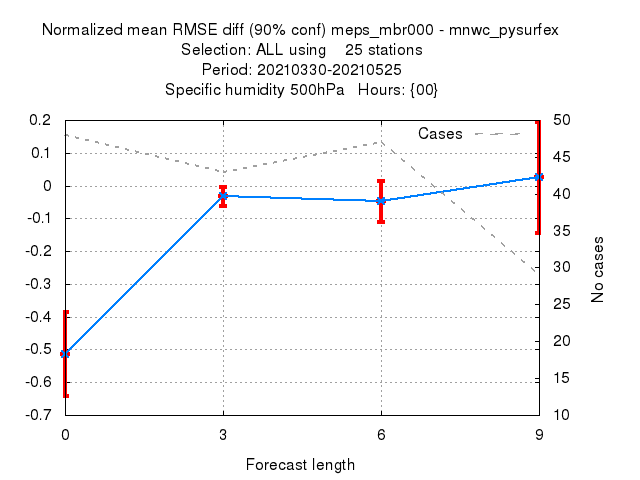 Normalized mean RMSE diff (90% conf) meps_mbr000 - mnwc_pysurfex
Selection: ALL using    25 stations
Period: 20210330-20210525
Specific humidity 500hPa   Hours: {00}
Cases
0.2
0.1
0
-0.1
-0.2
-0.3
-0.4
-0.5
-0.6
-0.7
50
45
40
35
30
25
20
15
10
No cases
0 3 6 9
Forecast length